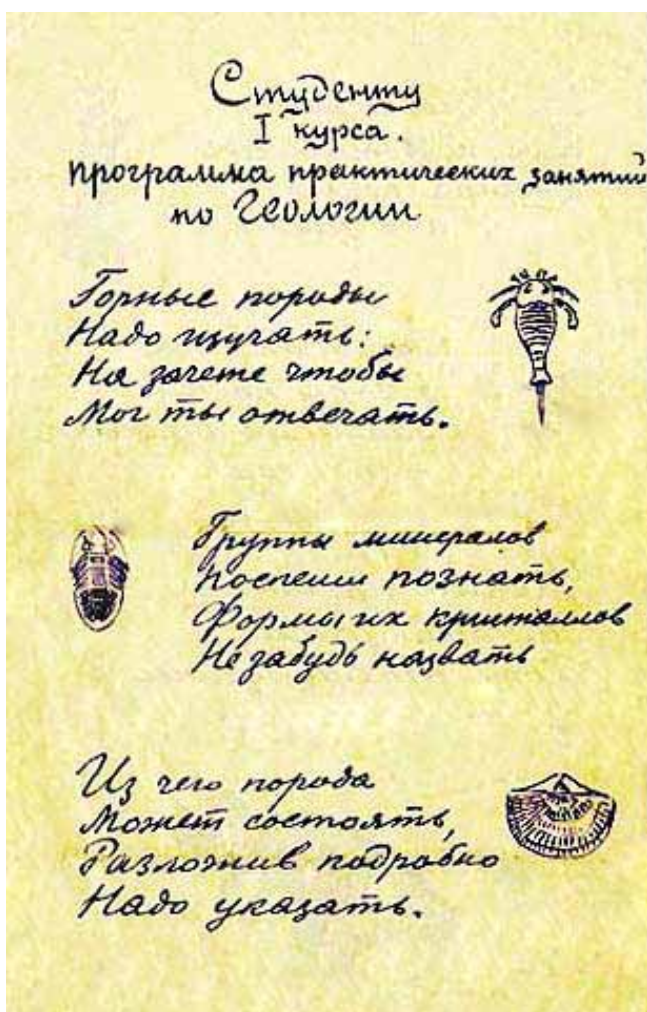 Студенту
I курса.
программа практических занятий
по Геологии
Горные породы
Надо изучать:
На зачете чтобы
Мог ты отвечать.
Группы минералов
Поспеши познать,
Формы их кристаллов
Не забудь назвать
Из чего порода
Может состоять,
Разложив подробно
Надо указать.